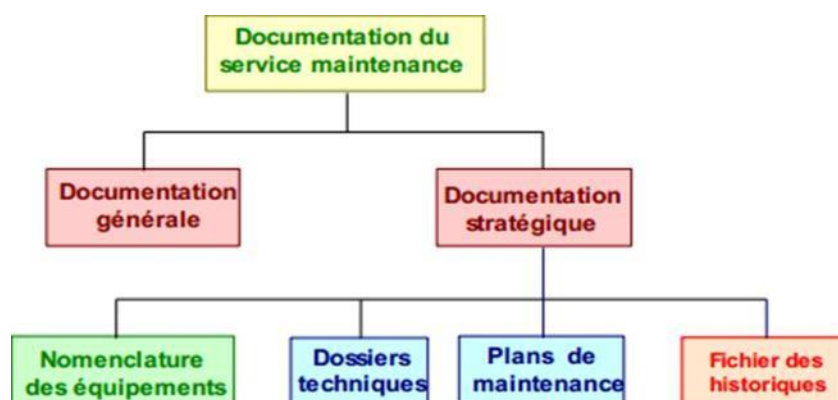 Documentation du
service maintenance
Documentation
générale
Documentation
stratégique
Nomenclature
des équipements
Dossiers
techniques
Plans de
maintenance
Fichier des
historiques